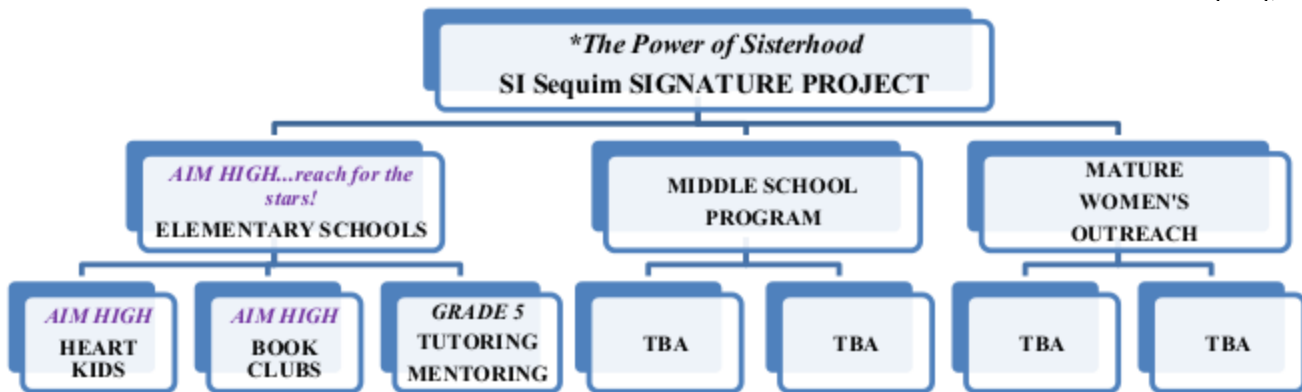 *The Power of Sisterhood
SI Sequim SIGNATURE PROJECT
AIM HIGH...reach for the
stars!
ELEMENTARY SCHOOLS
MIDDLE SCHOOL
PROGRAM
MATURE
WOMEN'S
OUTREACH
AIM HIGH
HEART
KIDS
AIM HIGH
BOOK
CLUBS
GRADE 5
TUTORING
MENTORING
TBA
TBA
TBA
TBA